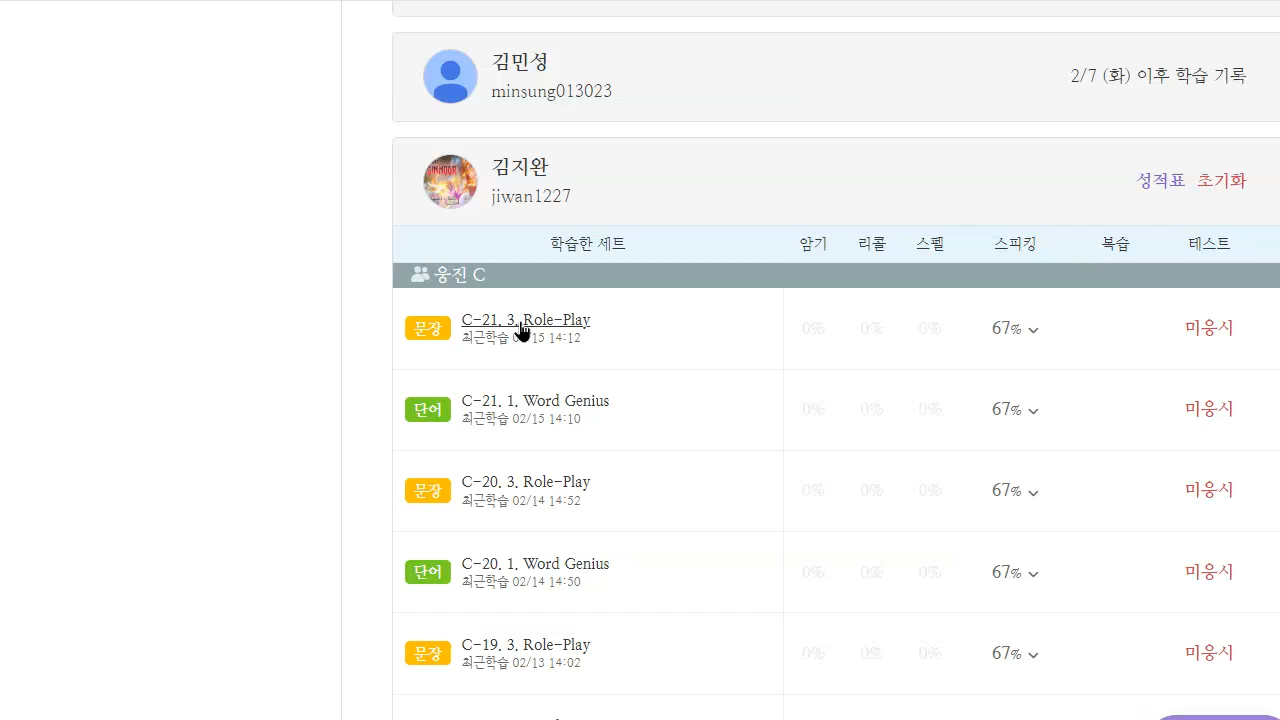 김민성
minsung013023
2/7 (화) 이후 학습 기록
김지완
jiwan1227
성적표 초기화
학습한 세트 암기 리콜 스펠 스피킹 복습 테스트
웅진 C
문장 C-21. 3. Role-Play 0% 0% 0% 67% 미응시
최근학습 02/15 14:12
단어 C-21. 1. Word Genius 0% 0% 0% 67% 미응시
최근학습 02/15 14:10
문장 C-20. 3. Role-Play 0% 0% 0% 67% 미응시
최근학습 02/14 14:52
단어 C-20. 1. Word Genius 0% 0% 0% 67% 미응시
최근학습 02/14 14:50
문장 C-19. 3. Role-Play 0% 0% 0% 67% 미응시
최근학습 02/13 14:02